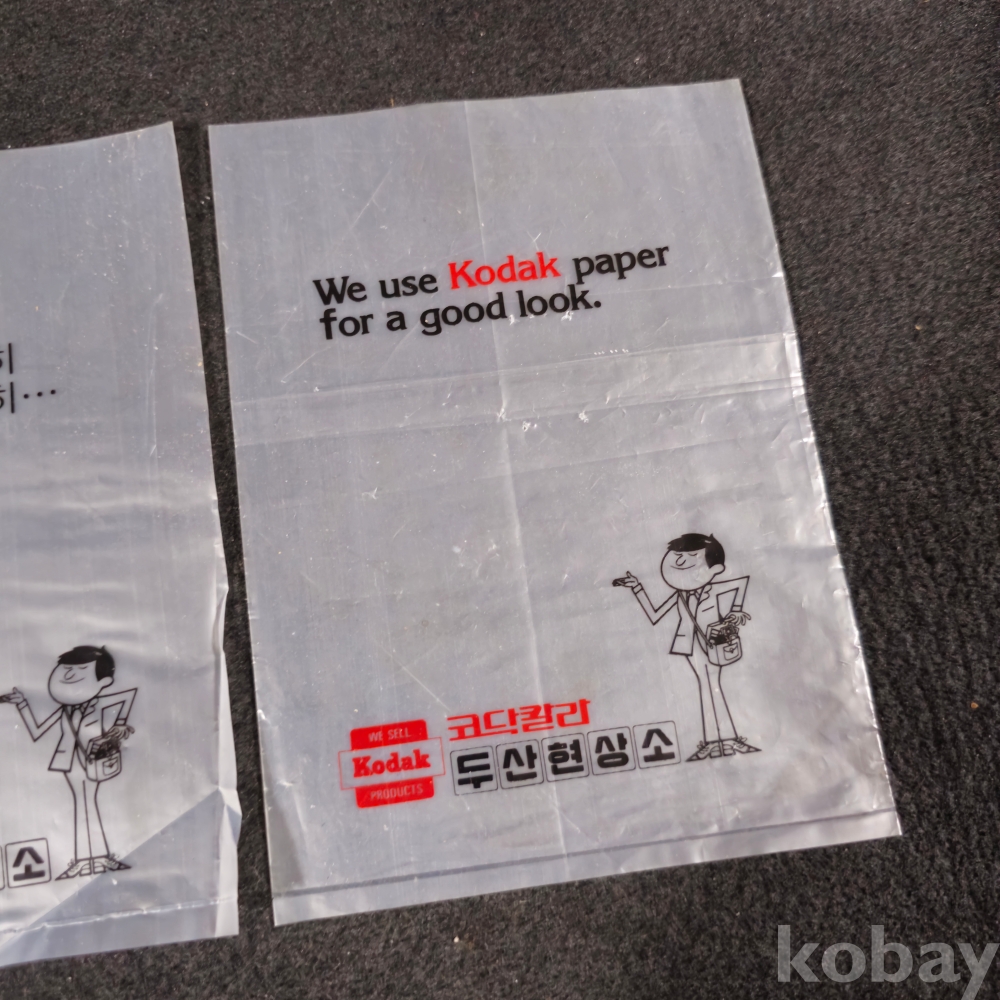 We use Kodak paper
for a good look.
WE SELL
Kodak
PRODUCTS
코닥칼라
두산현상소
소
kobay